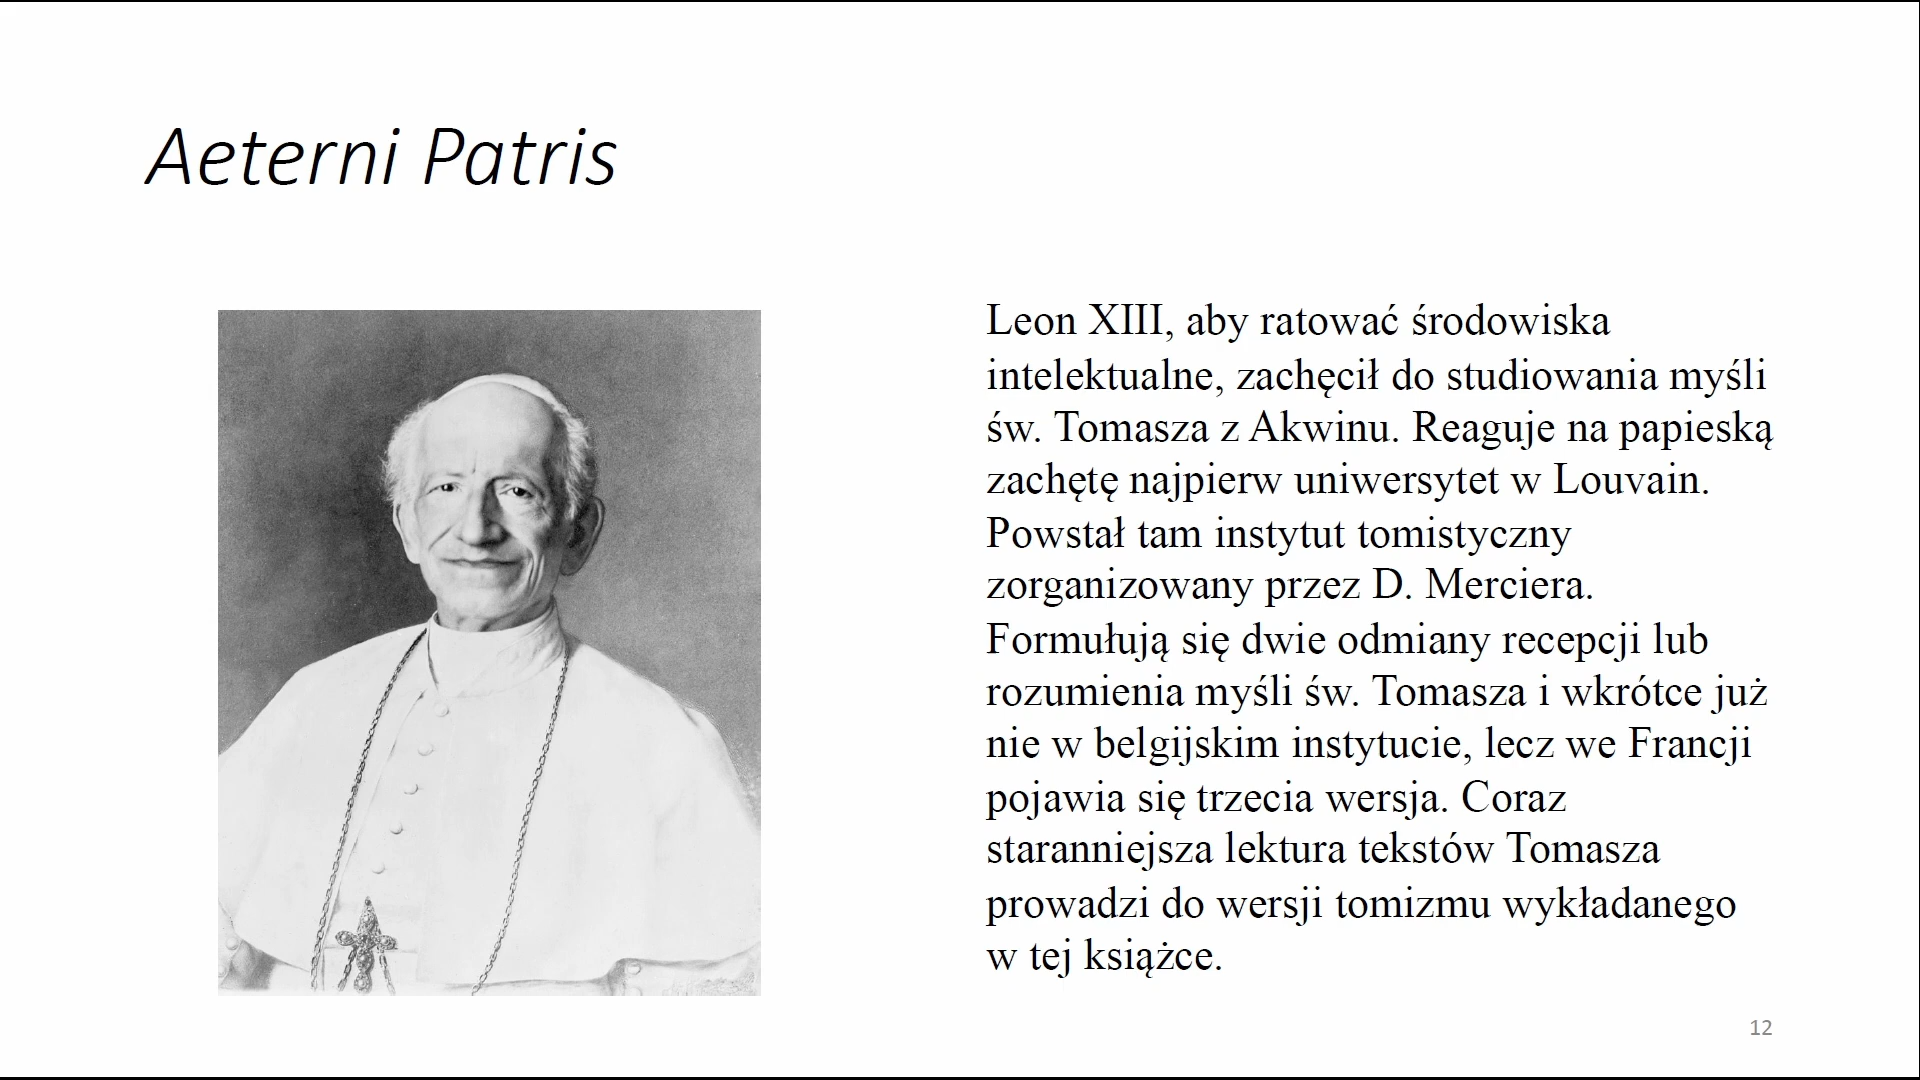 Aeterni Patris
Leon XIII, aby ratować środowiska
intelektualne, zachęcił do studiowania myśli
św. Tomasza z Akwinu. Reaguje na papieską
zachętę najpierw uniwersytet w Louvain.
Powstał tam instytut tomistyczny
zorganizowany przez D. Merciera.
Formułują się dwie odmiany recepcji lub
rozumienia myśli św. Tomasza i wkrótce już
nie w belgijskim instytucie, lecz we Francji
pojawia się trzecia wersja. Coraz
staranniejsza lektura tekstów Tomasza
prowadzi do wersji tomizmu wykładanego
w tej książce.
12